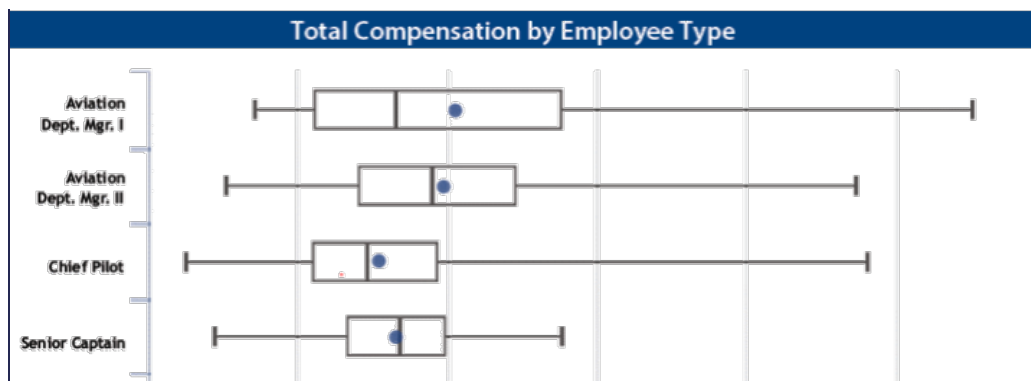 Total Compensation by Employee Type
Aviation
Dept. Mgr. I
Aviation
Dept. Mgr. II
Chief Pilot
Senior Captain